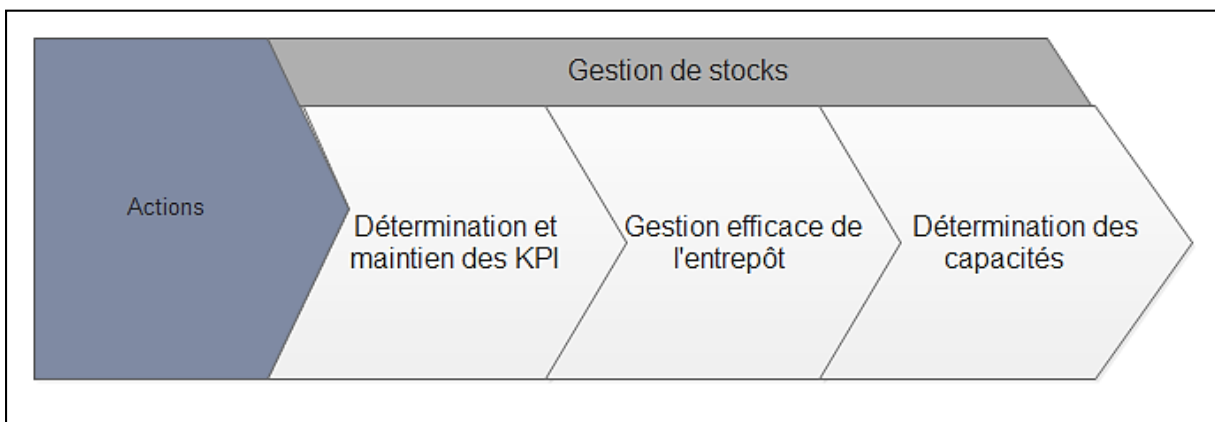 Gestion de stocks
Actions
Détermination et
maintien des KPI
Gestion efficace de
l'entrepôt
Détermination des
capacités